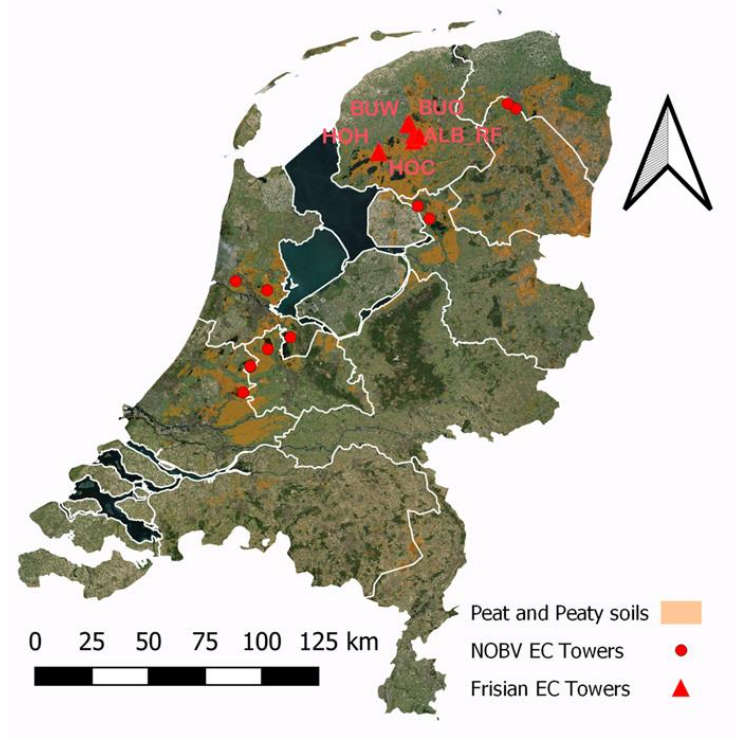 BUW BUO
HOH ALB_RF
HOC
Peat and Peaty soils
0 25 50 75 100 125 km
NOBV EC Towers
Frisian EC Towers